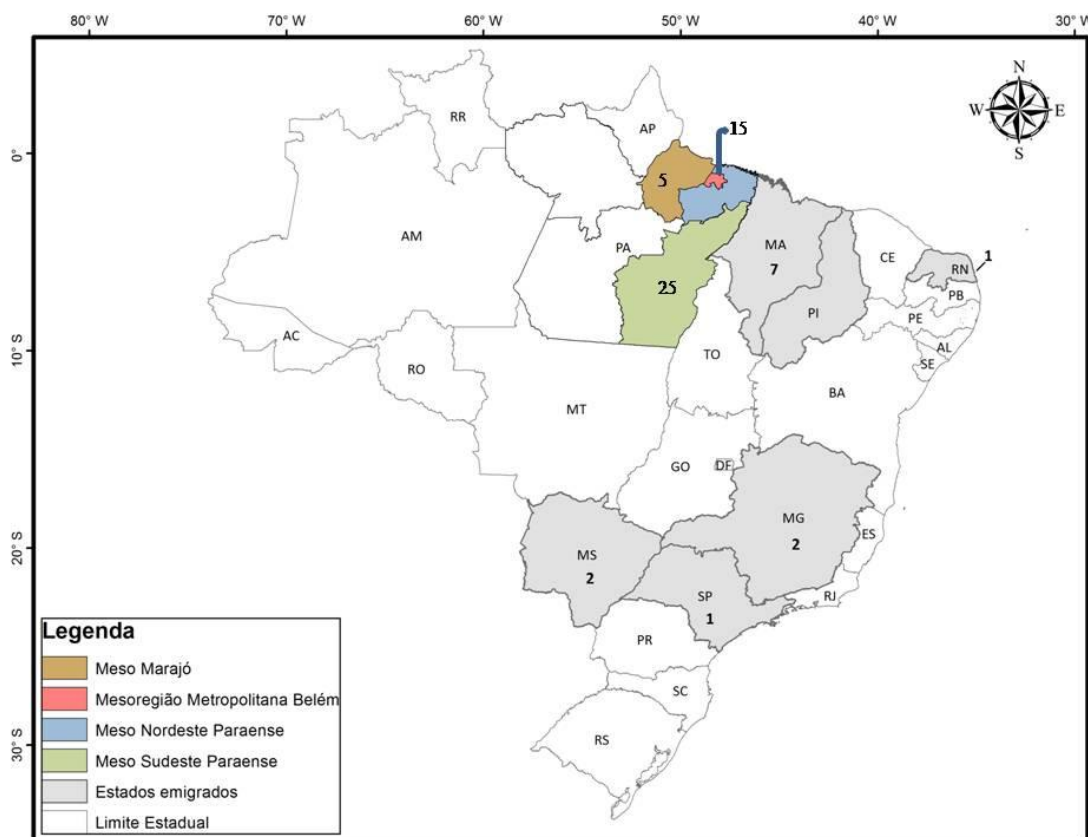 80° W 70° W 60° W 50° W 40° W 30° W
N
W E
S
RR
AP
15
0°
5
AM
PA
MA
7
CE
1
RN
PB
25
PI
PE
AC
AL
SE
10° S
RO
TO
BA
MT
GO
DF
MG
2
ES
20° S
MS
2
SP
1
RJ
PR
SC
RS
30° S
Legenda
Meso Marajó
Mesoregião Metropolitana Belém
Meso Nordeste Paraense
Meso Sudeste Paraense
Estados emigrados
Limite Estadual